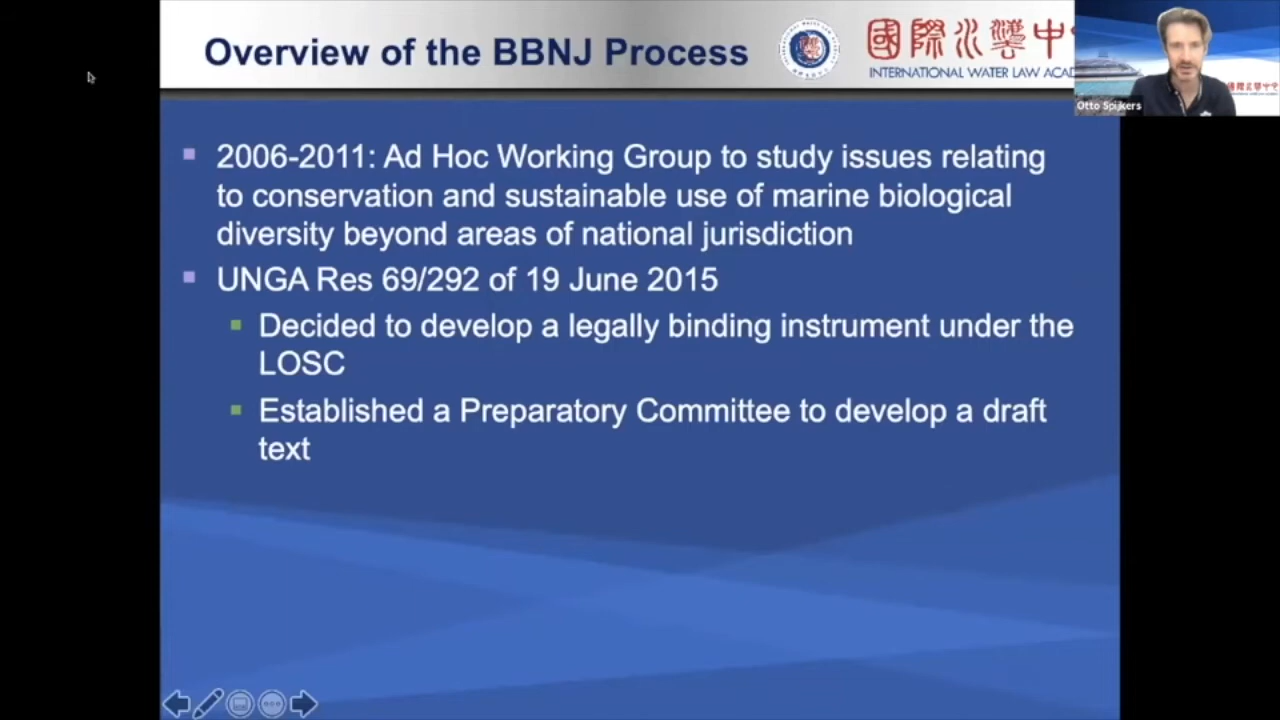 Overview of the BBNJ Process
國際水灋中
INTERNATIONAL WATER LAW ACAD
Otto Spijkers
2006-2011: Ad Hoc Working Group to study issues relating
to conservation and sustainable use of marine biological
diversity beyond areas of national jurisdiction
UNGA Res 69/292 of 19 June 2015
Decided to develop a legally binding instrument under the
LOSC
Established a Preparatory Committee to develop a draft
text